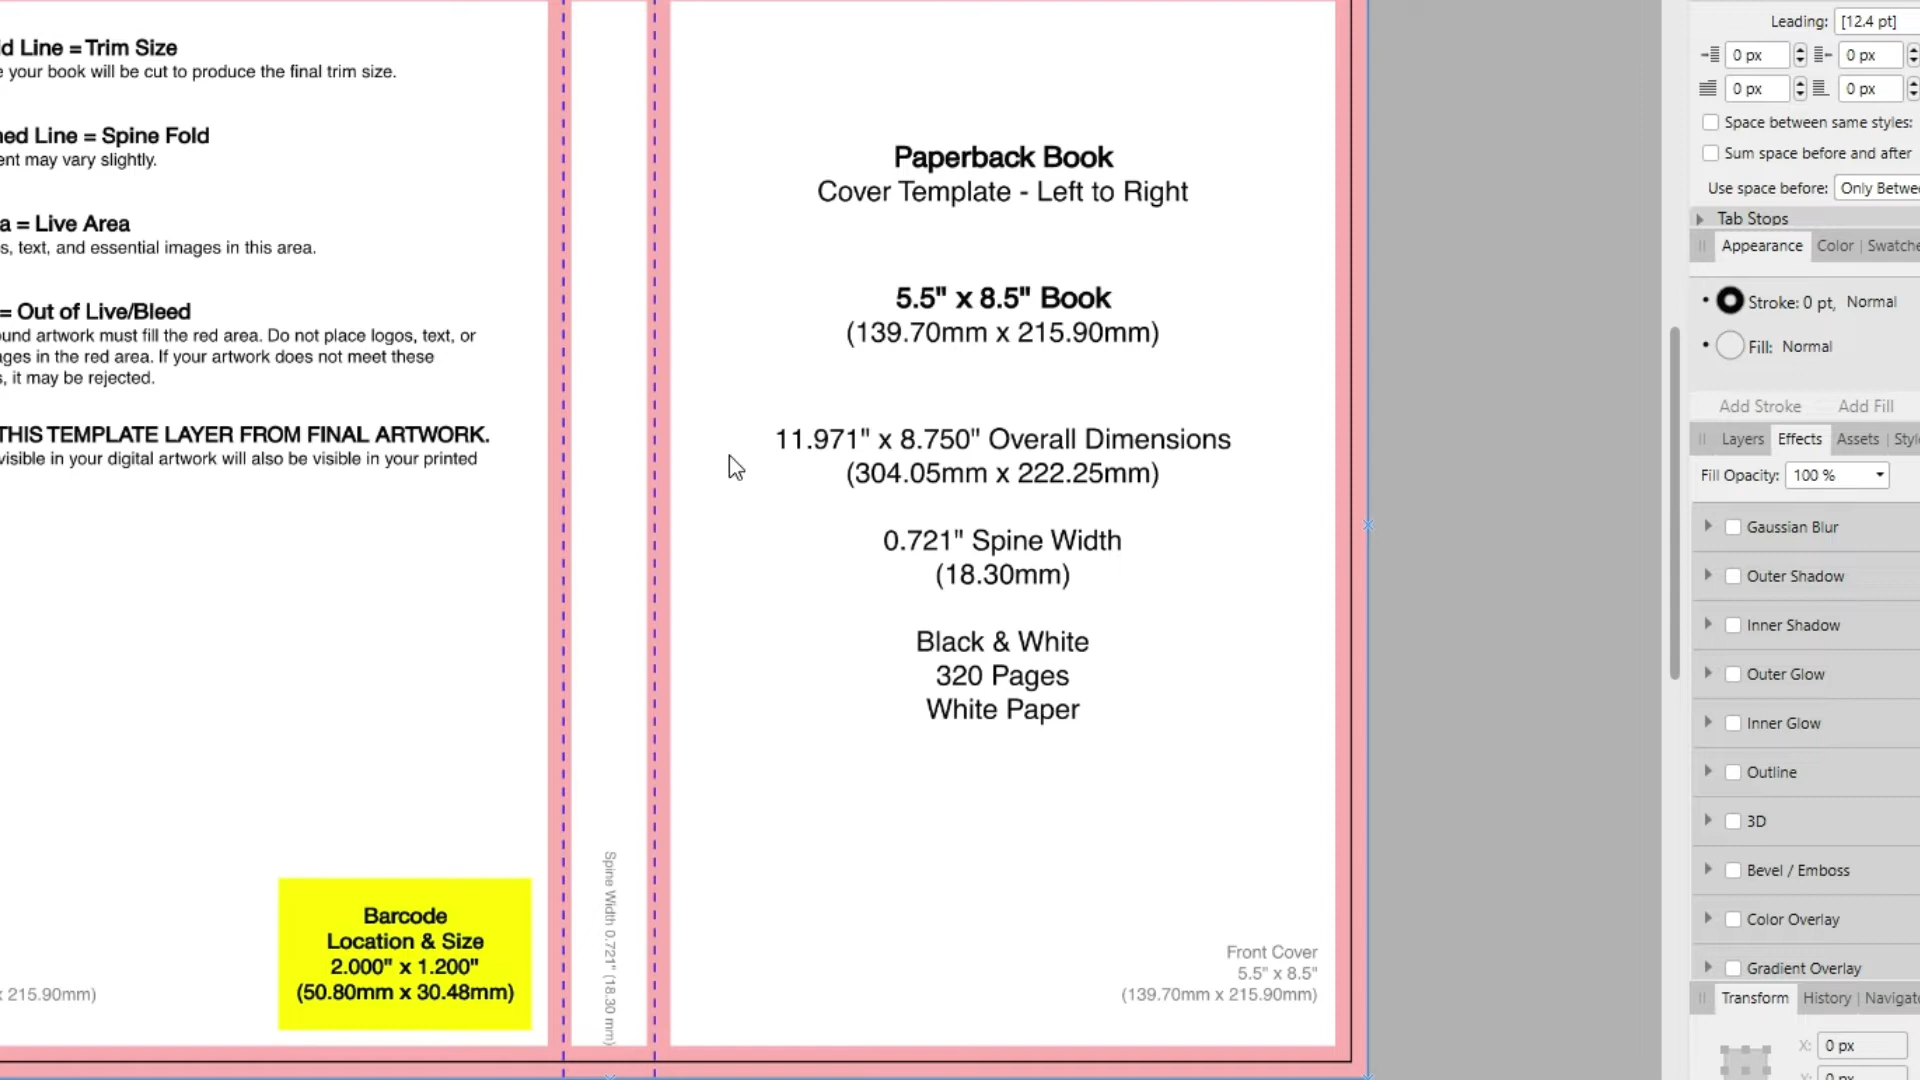 d Line = Trim Size
e your book will be cut to produce the final trim size.
ned Line = Spine Fold
ent may vary slightly.
a = Live Area
s, text, and essential images in this area.
= Out of Live/Bleed
und artwork must fill the red area. Do not place logos, text, or
ages in the red area. If your artwork does not meet these
s, it may be rejected.
THIS TEMPLATE LAYER FROM FINAL ARTWORK.
visible in your digital artwork will also be visible in your printed
x 215.90mm)
Barcode
Location & Size
2.000" x 1.200"
(50.80mm x 30.48mm)
Spine Width 0.721" (18.30 mm)
Paperback Book
Cover Template - Left to Right
5.5" x 8.5" Book
(139.70mm x 215.90mm)
11.971" x 8.750" Overall Dimensions
(304.05mm x 222.25mm)
0.721" Spine Width
(18.30mm)
Black & White
320 Pages
White Paper
Front Cover
5.5" x 8.5"
(139.70mm x 215.90mm)
Leading: [12.4 pt]
0 px 0 px
0 px 0 px
Space between same styles:
Sum space before and after
Use space before: Only Betwe
Tab Stops
Appearance Color Swatche
Stroke: 0 pt, Normal
Fill: Normal
Add Stroke Add Fill
Layers Effects Assets Styl
Fill Opacity: 100 %
Gaussian Blur
Outer Shadow
Inner Shadow
Outer Glow
Inner Glow
Outline
3D
Bevel / Emboss
Color Overlay
Gradient Overlay
Transform History Navigato
X: 0 px
Y: 0 px